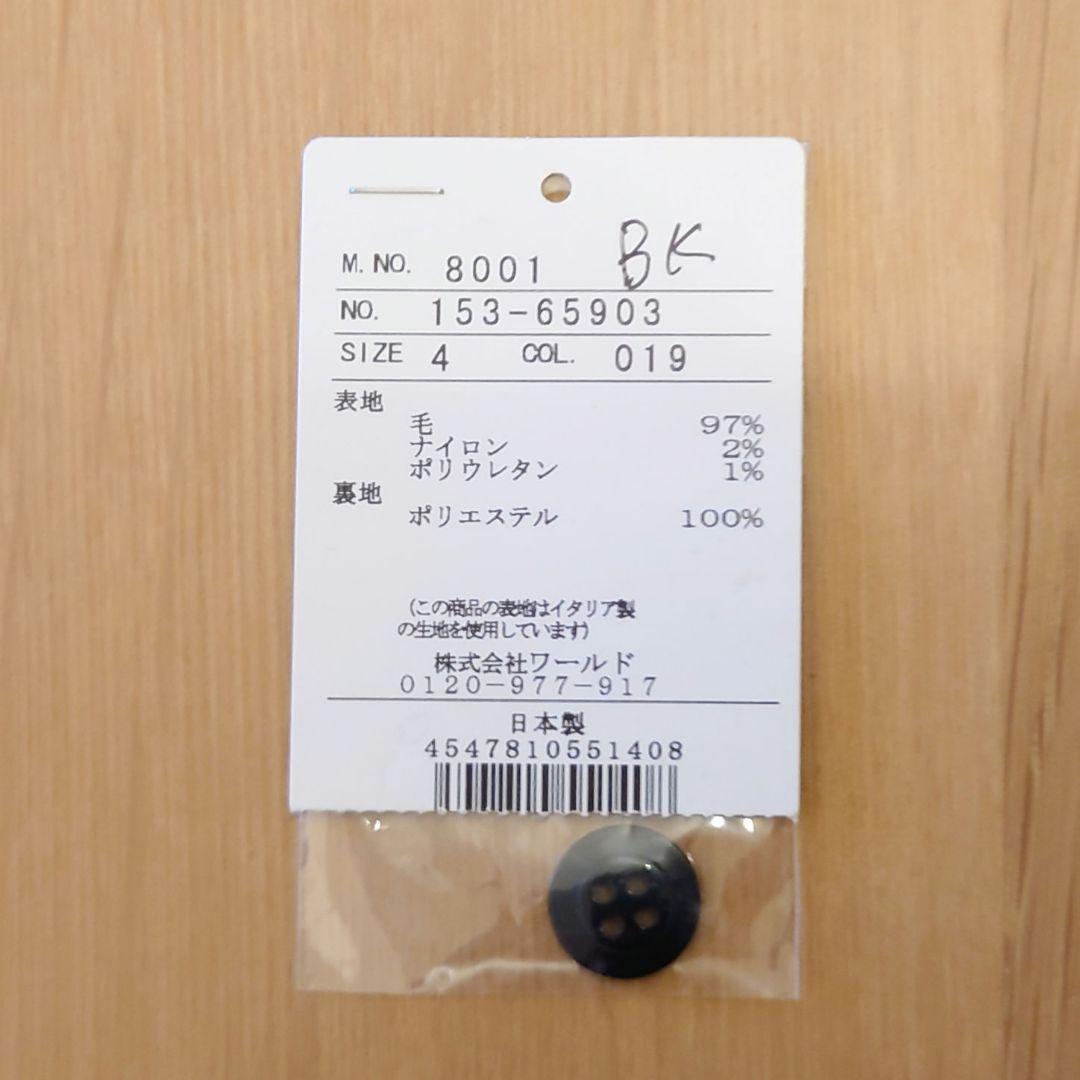 M. NO. 8001 BK
NO. 153-65903
SIZE 4 COL. 019
表地
毛 97%
ナイロン 2%
ポリウレタン 1%
裏地
ポリエステル 100%
(この商品の表地はイタリア製
の生地を使用しています)
株式会社ワールド
0120-977-917
日本製
4547810551408